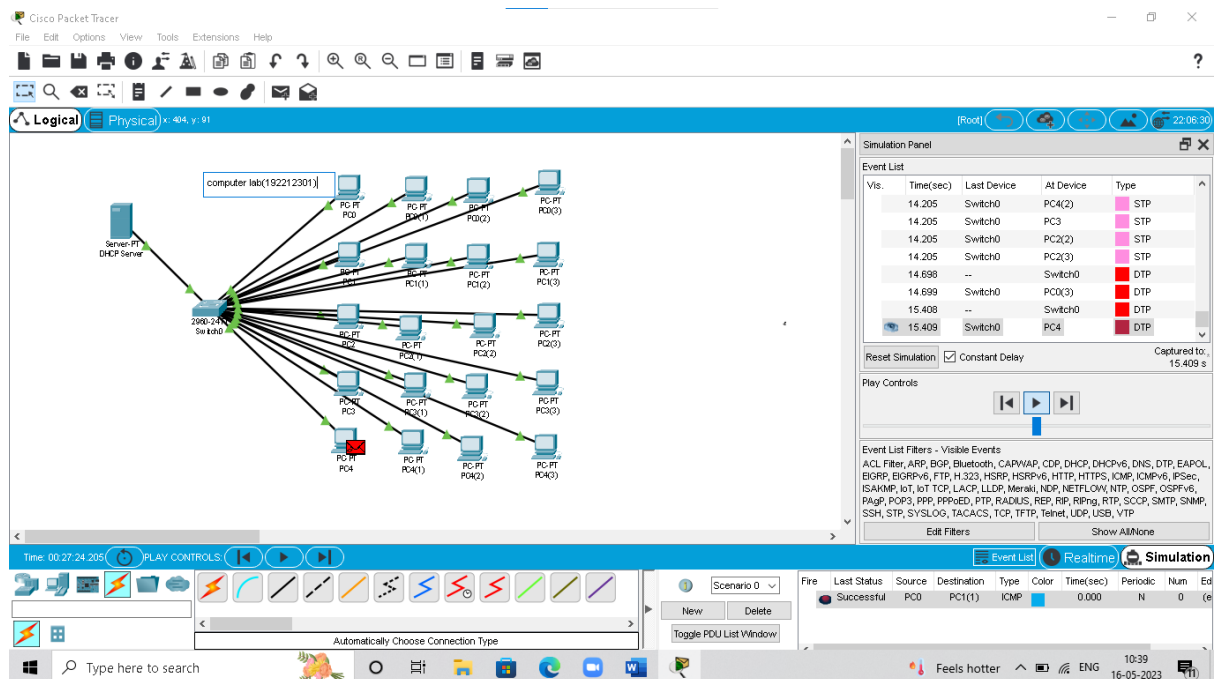 Cisco Packet Tracer
File Edit Options View Tools Extensions Help
?
Logical Physical x: 404, y: 91 [Root] 22:06:30
computer lab(192212301)
PC-PT
PC0
PC-PT
PC0(1)
PC-PT
PC0(2)
PC-PT
PC0(3)
Server-PT
DHCP Server
PC-PT
PC1
PC-PT
PC1(1)
PC-PT
PC1(2)
PC-PT
PC1(3)
Switch0
PC-PT
PC2
PC-PT
PC2(1)
PC-PT
PC2(2)
PC-PT
PC2(3)
PC-PT
PC3
PC-PT
PC3(1)
PC-PT
PC3(2)
PC-PT
PC3(3)
PC-PT
PC4
PC-PT
PC4(1)
PC-PT
PC4(2)
PC-PT
PC4(3)
Simulation Panel
Event List
Vis. Time(sec) Last Device At Device Type
14.205 Switch0 PC4(2) STP
14.205 Switch0 PC3 STP
14.205 Switch0 PC2(2) STP
14.205 Switch0 PC2(3) STP
14.698 -- Switch0 DTP
14.699 Switch0 PC0(3) DTP
15.408 -- Switch0 DTP
15.409 Switch0 PC4 DTP
Reset Simulation Constant Delay
Captured to:
15.409 s
Play Controls
Event List Filters - Visible Events
ACL Filter, ARP, BGP, Bluetooth, CAPWAP, CDP, DHCP, DHCPv6, DNS, DTP, EAPOL,
EIGRP, EIGRPv6, FTP, H.323, HSRP, HSRPv6, HTTP, HTTPS, ICMP, ICMPv6, IPSec,
ISAKMP, IoT, IoT TCP, LACP, LLDP, Meraki, NDP, NETFLOW, NTP, OSPF, OSPFv6,
PAgP, POP3, PPP, PPPoED, PTP, RADIUS, REP, RIP, RIPng, RTP, SCCP, SMTP, SNMP,
SSH, STP, SYSLOG, TACACS, TCP, TFTP, Telnet, UDP, USB, VTP
Edit Filters Show All/None
Time: 00:27:24.205 PLAY CONTROLS: Event List Realtime Simulation
Automatically Choose Connection Type
Scenario 0
New Delete
Toggle PDU List Window
Fire Last Status Source Destination Type Color Time(sec) Periodic Num Ed
Successful PC0 PC1(1) ICMP 0.000 N 0 (e
Type here to search
Feels hotter ENG
10:39
16-05-2023